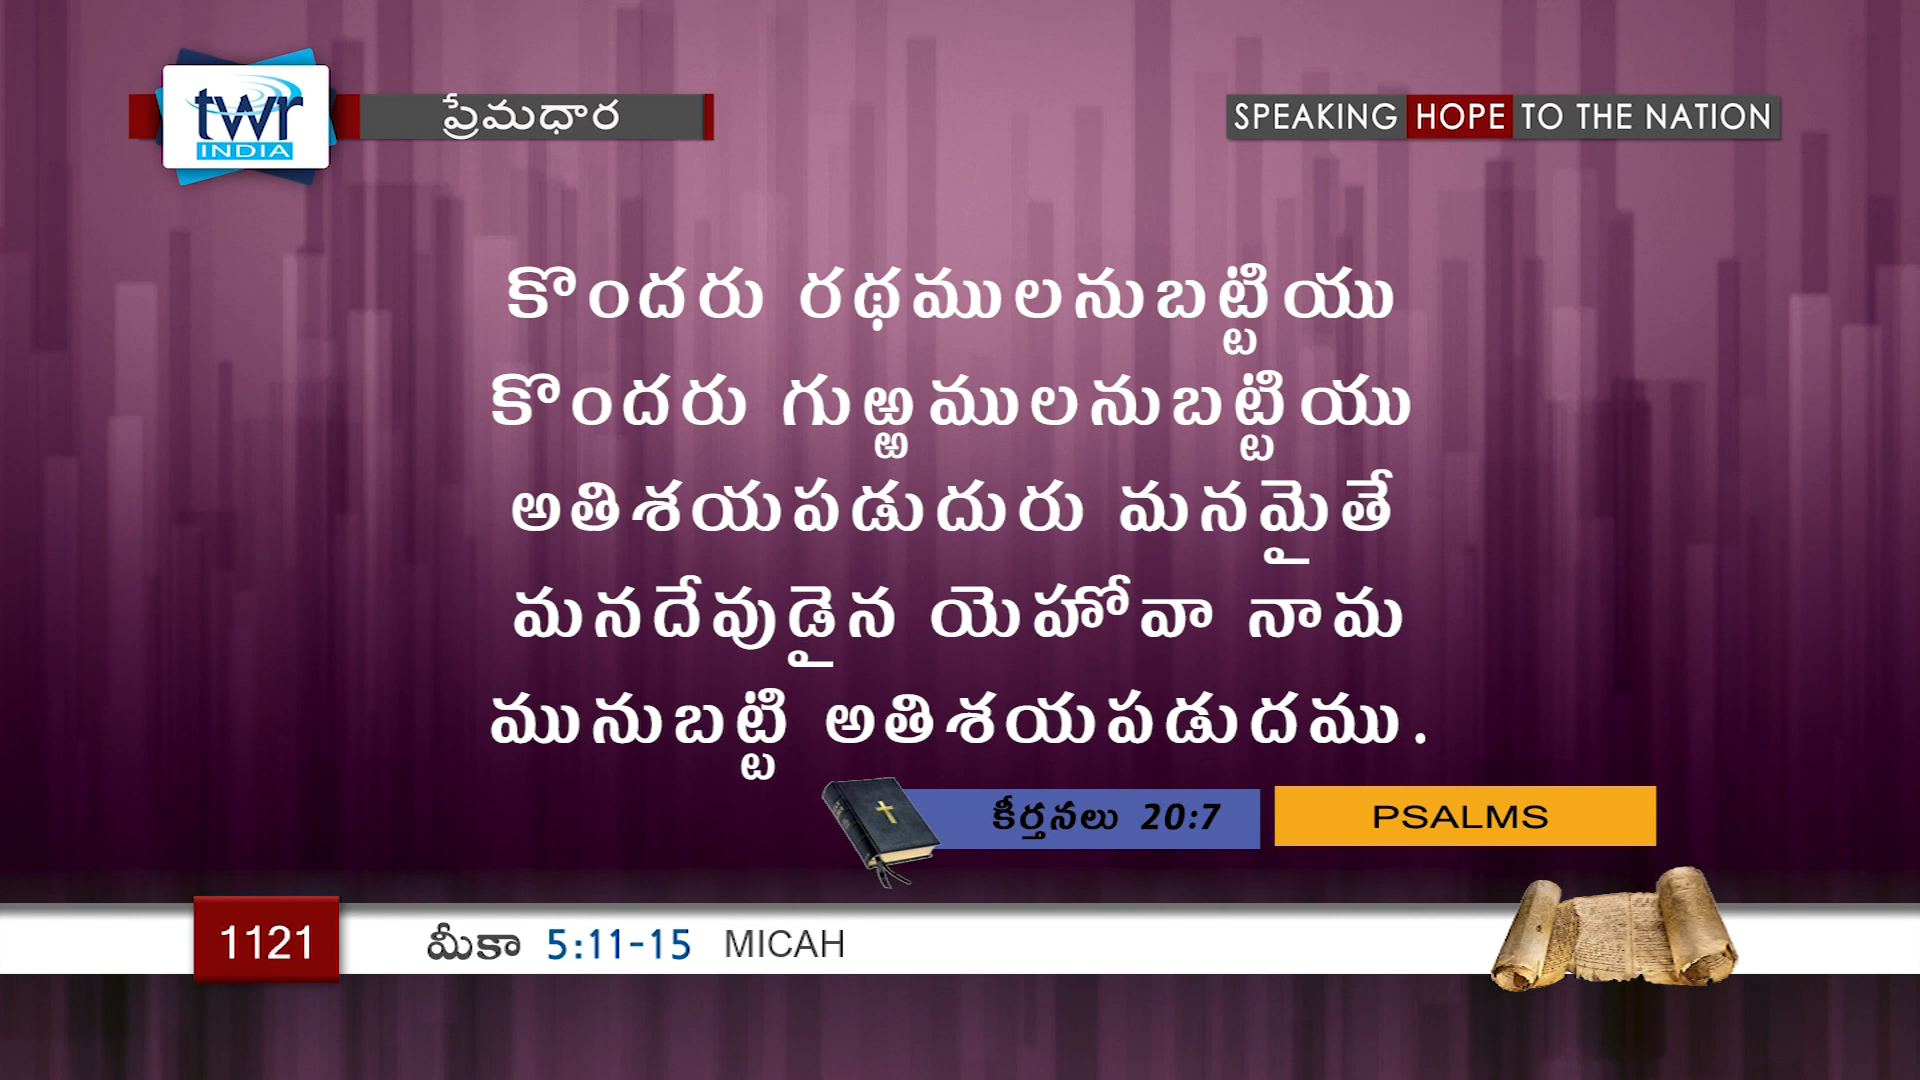 twr
INDIA
ప్రేమధార
SPEAKING HOPE TO THE NATION
కొందరు రథములనుబట్టియు
కొందరు గుఱ్ఱములనుబట్టియు
అతిశయపడుదురు మనమైతే
మనదేవుడైన యెహోవా నామ
మునుబట్టి అతిశయపడుదము.
కీర్తనలు 20:7
PSALMS
1121
మీకా 5:11-15 MICAH